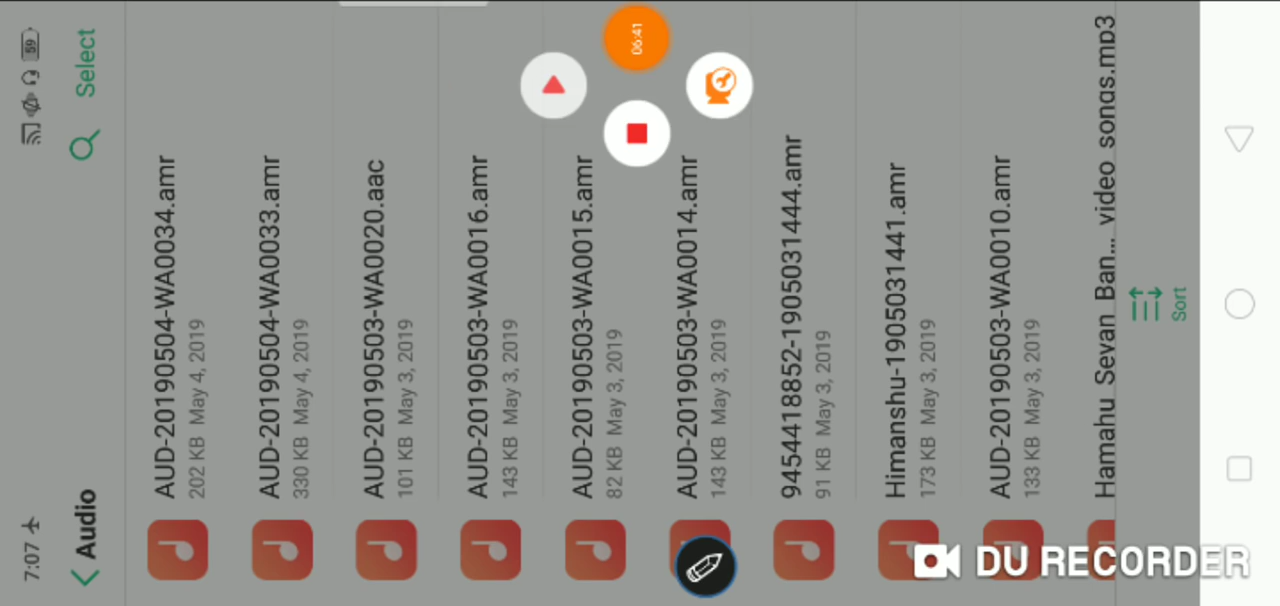 7:07
59
Audio
Select
AUD-20190504-WA0034.amr
202 KB May 4, 2019
AUD-20190504-WA0033.amr
330 KB May 4, 2019
AUD-20190503-WA0020.aac
101 KB May 3, 2019
AUD-20190503-WA0016.amr
143 KB May 3, 2019
AUD-20190503-WA0015.amr
82 KB May 3, 2019
AUD-20190503-WA0014.amr
143 KB May 3, 2019
9454418852-1905031444.amr
91 KB May 3, 2019
Himanshu-1905031441.amr
173 KB May 3, 2019
AUD-20190503-WA0010.amr
133 KB May 3, 2019
Hamahu Sevan Ban... video songs.mp3
Sort
06:41
DU RECORDER